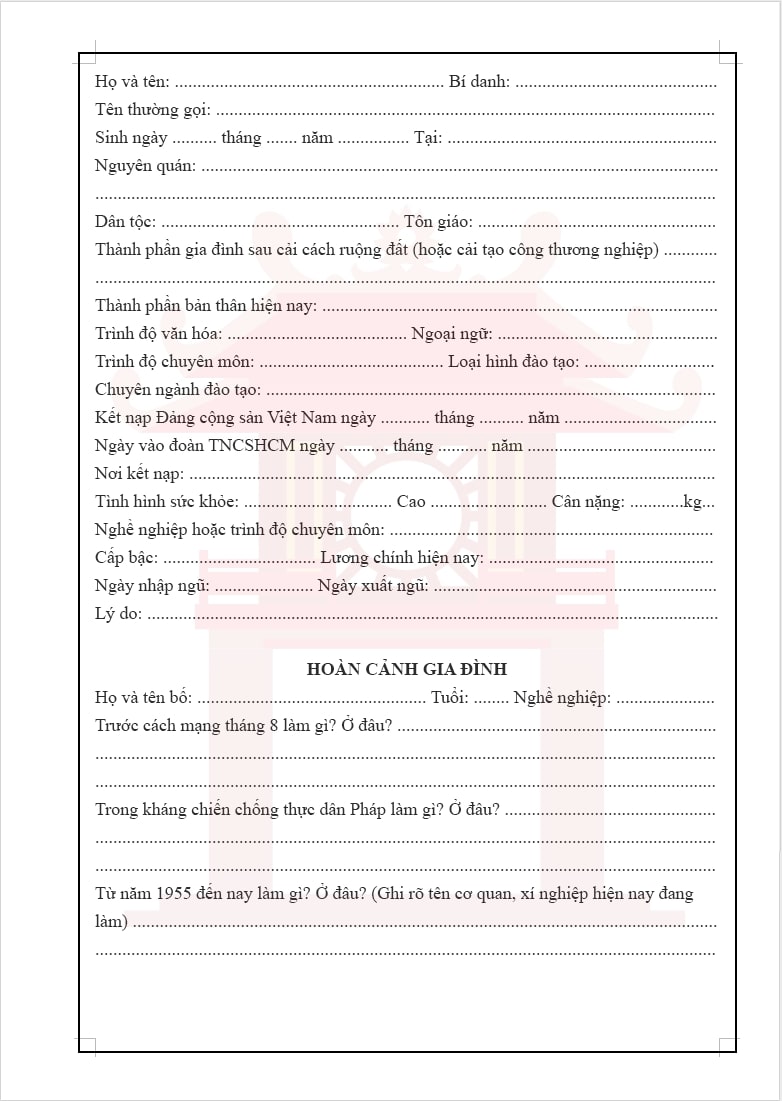 Họ và tên: ............................................................ Bí danh: .............................................
Tên thường gọi: ...............................................................................................................
Sinh ngày .......... tháng ....... năm ................ Tại: ............................................................
Nguyên quán: ...................................................................................................................
..........................................................................................................................................
Dân tộc: ..................................................... Tôn giáo: .....................................................
Thành phần gia đình sau cải cách ruộng đất (hoặc cải tạo công thương nghiệp) ............
..........................................................................................................................................
Thành phần bản thân hiện nay: ........................................................................................
Trình độ văn hóa: ........................................ Ngoại ngữ: .................................................
Trình độ chuyên môn: ......................................... Loại hình đào tạo: .............................
Chuyên ngành đào tạo: ....................................................................................................
Kết nạp Đảng cộng sản Việt Nam ngày ........... tháng .......... năm ..................................
Ngày vào đoàn TNCSHCM ngày ........... tháng ........... năm ..........................................
Nơi kết nạp: .....................................................................................................................
Tình hình sức khỏe: ................................. Cao .......................... Cân nặng: ............kg...
Nghề nghiệp hoặc trình độ chuyên môn: ........................................................................
Cấp bậc: .................................. Lương chính hiện nay: ..................................................
Ngày nhập ngũ: ...................... Ngày xuất ngũ: ...............................................................
Lý do: ...............................................................................................................................
HOÀN CẢNH GIA ĐÌNH
Họ và tên bố: ................................................... Tuổi: ........ Nghề nghiệp: ......................
Trước cách mạng tháng 8 làm gì? Ở đâu? .......................................................................
..........................................................................................................................................
..........................................................................................................................................
Trong kháng chiến chống thực dân Pháp làm gì? Ở đâu? ...............................................
..........................................................................................................................................
..........................................................................................................................................
Từ năm 1955 đến nay làm gì? Ở đâu? (Ghi rõ tên cơ quan, xí nghiệp hiện nay đang
làm) ..................................................................................................................................
..........................................................................................................................................